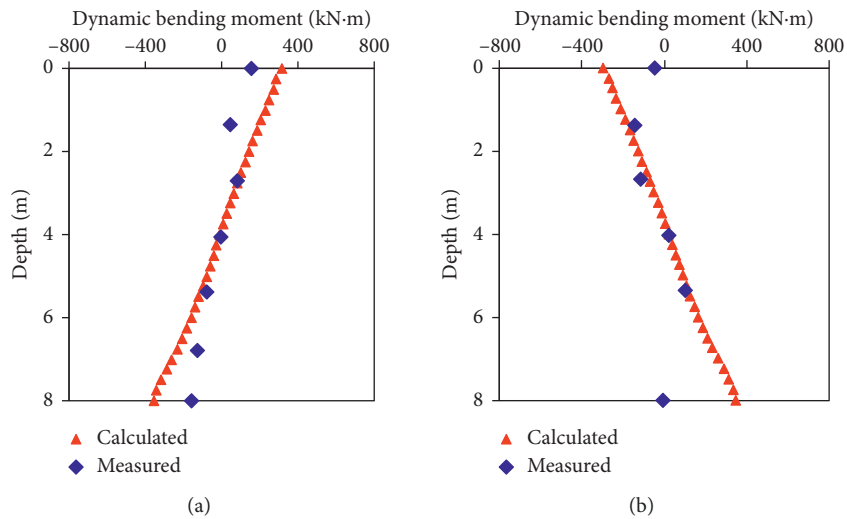 Dynamic bending moment (kN·m)
–800 –400 0 400 800
0
2
4
6
8
Depth (m)
Calculated
Measured
(a)
Dynamic bending moment (kN·m)
–800 –400 0 400 800
0
2
4
6
8
Depth (m)
Calculated
Measured
(b)